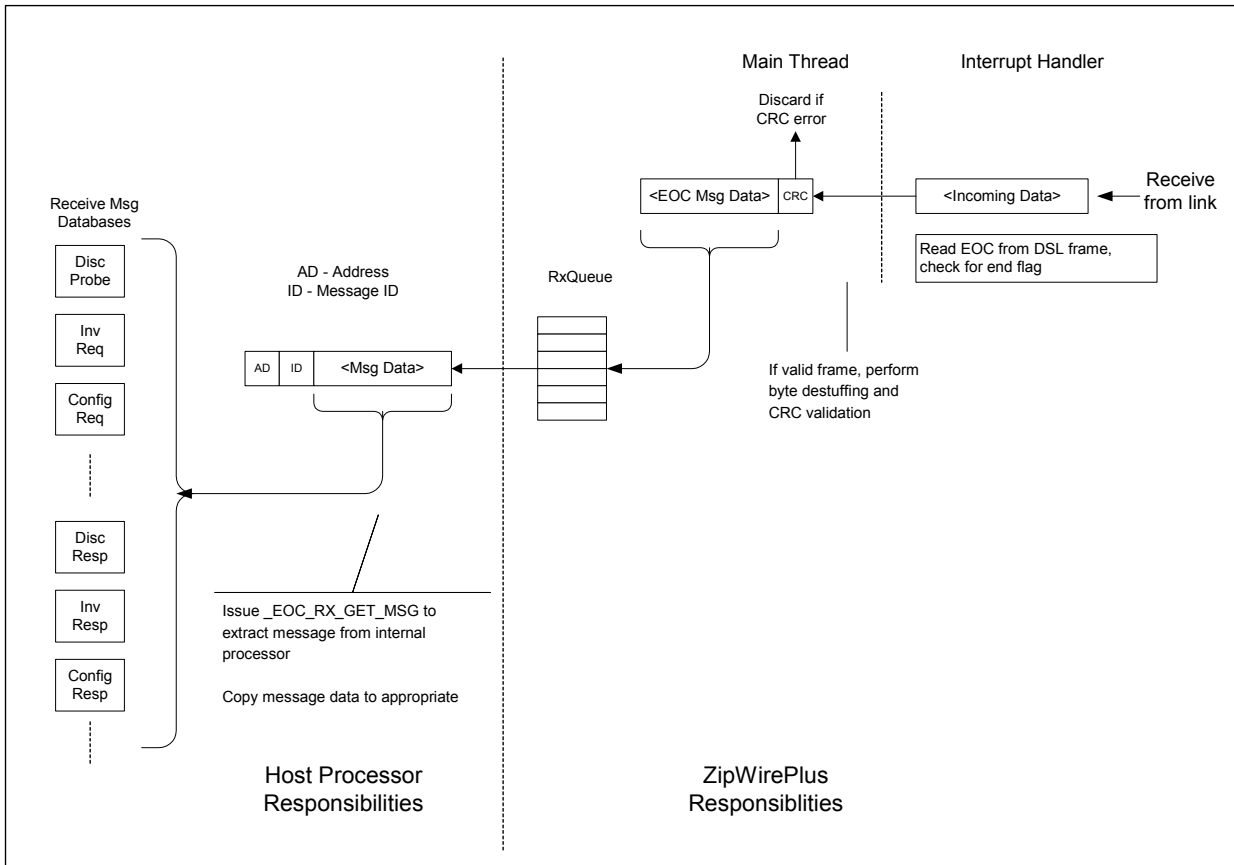 Main Thread
Interrupt Handler
Discard if
CRC error
<EOC Msg Data>
CRC
<Incoming Data>
Receive
from link
Read EOC from DSL frame,
check for end flag
Receive Msg
Databases
Disc
Probe
Inv
Req
Config
Req
Disc
Resp
Inv
Resp
Config
Resp
AD - Address
ID - Message ID
AD
ID
<Msg Data>
RxQueue
If valid frame, perform
byte destuffing and
CRC validation
Issue _EOC_RX_GET_MSG to
extract message from internal
processor
Copy message data to appropriate
Host Processor
Responsibilities
ZipWirePlus
Responsiblities